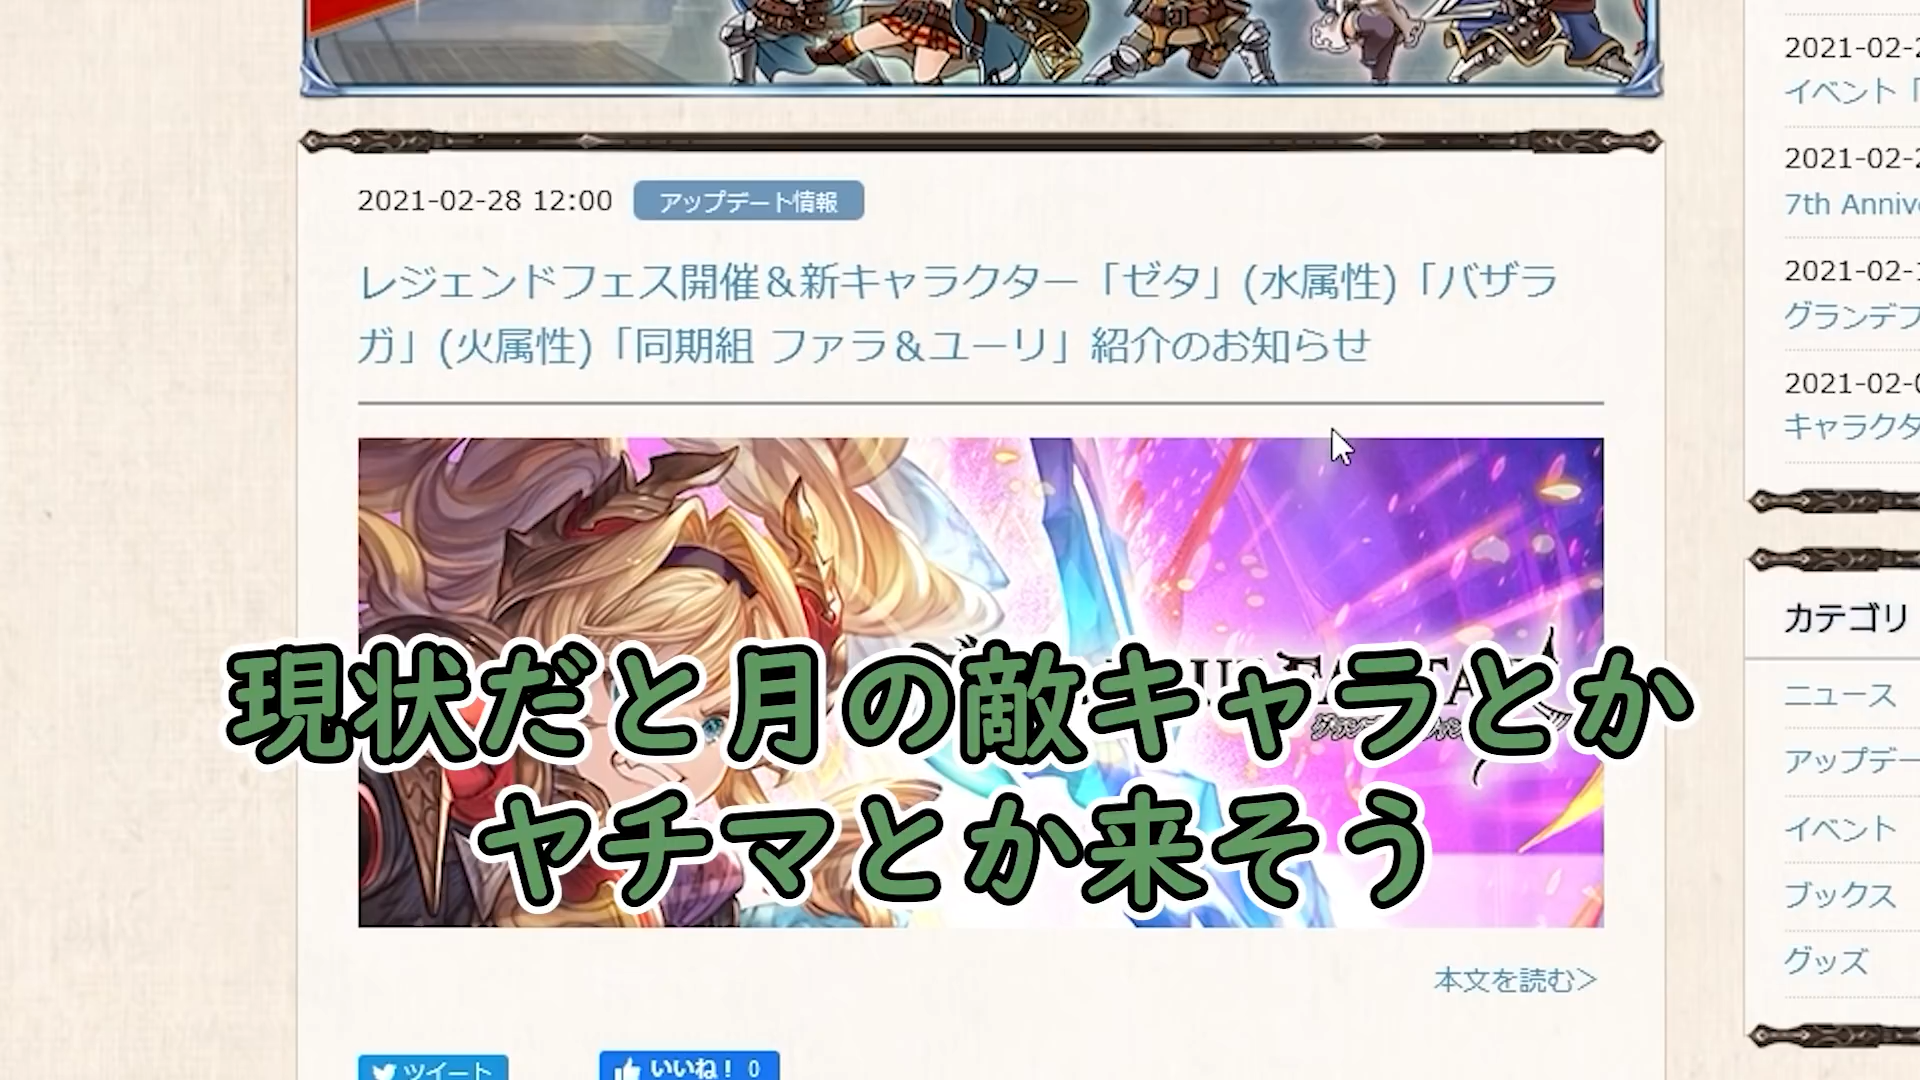 2021-02-28 12:00 アップデート情報
レジェンドフェス開催＆新キャラクター「ゼタ」(水属性)「バザラ
ガ」(火属性)「同期組 ファラ＆ユーリ」紹介のお知らせ
現状だと月の敵キャラとか
ヤチマとか来そう
本文を読む＞
ツイート
いいね！ 0
2021-02-
イベント「
2021-02-
7th Anniv
2021-02-
グランデフ
2021-02-
キャラクタ
カテゴリ
ニュース
アップデー
イベント
ブックス
グッズ